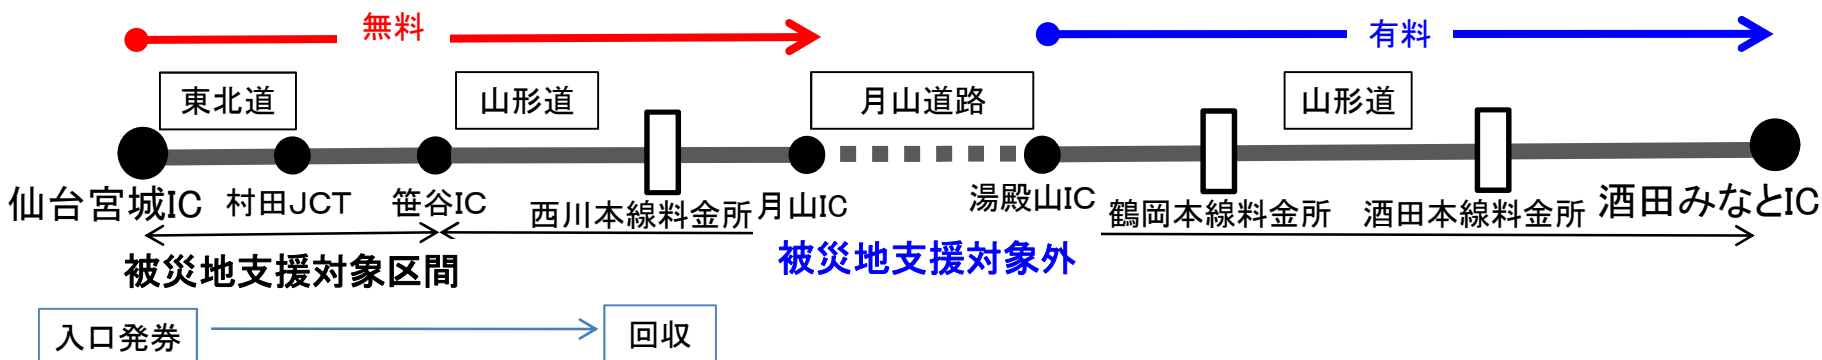 無料
有料
東北道
山形道
月山道路
山形道
仙台宮城IC
村田JCT
笹谷IC
西川本線料金所
月山IC
湯殿山IC
鶴岡本線料金所
酒田本線料金所
酒田みなとIC
被災地支援対象区間
被災地支援対象外
入口発券
回収